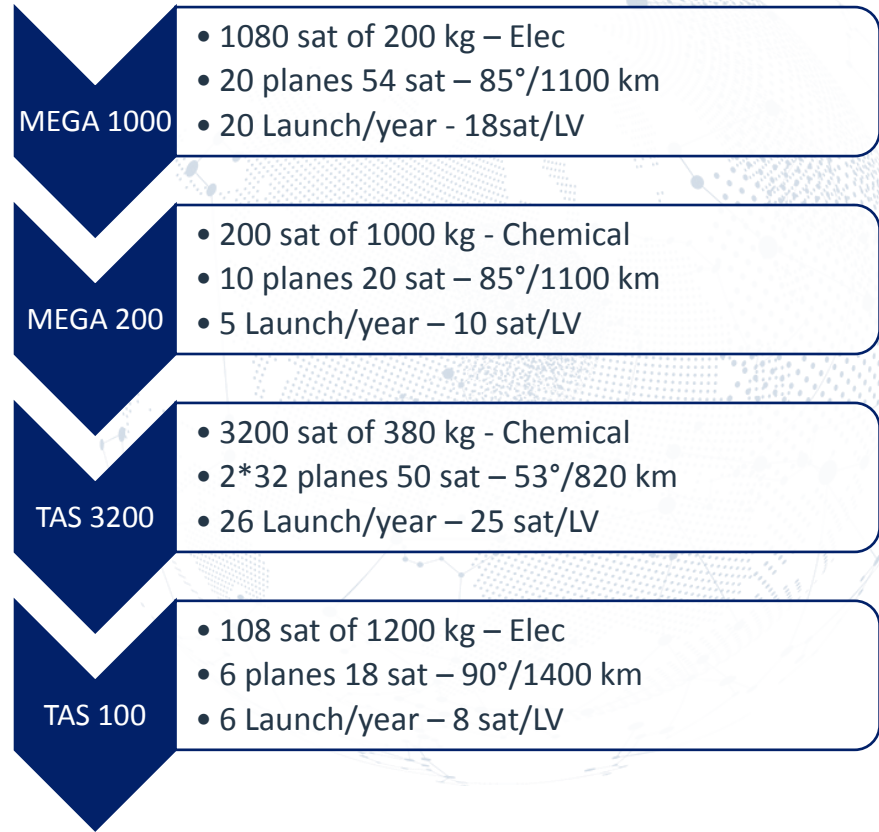 MEGA 1000
• 1080 sat of 200 kg – Elec
• 20 planes 54 sat – 85°/1100 km
• 20 Launch/year - 18sat/LV
MEGA 200
• 200 sat of 1000 kg - Chemical
• 10 planes 20 sat – 85°/1100 km
• 5 Launch/year – 10 sat/LV
TAS 3200
• 3200 sat of 380 kg - Chemical
• 2*32 planes 50 sat – 53°/820 km
• 26 Launch/year – 25 sat/LV
TAS 100
• 108 sat of 1200 kg – Elec
• 6 planes 18 sat – 90°/1400 km
• 6 Launch/year – 8 sat/LV